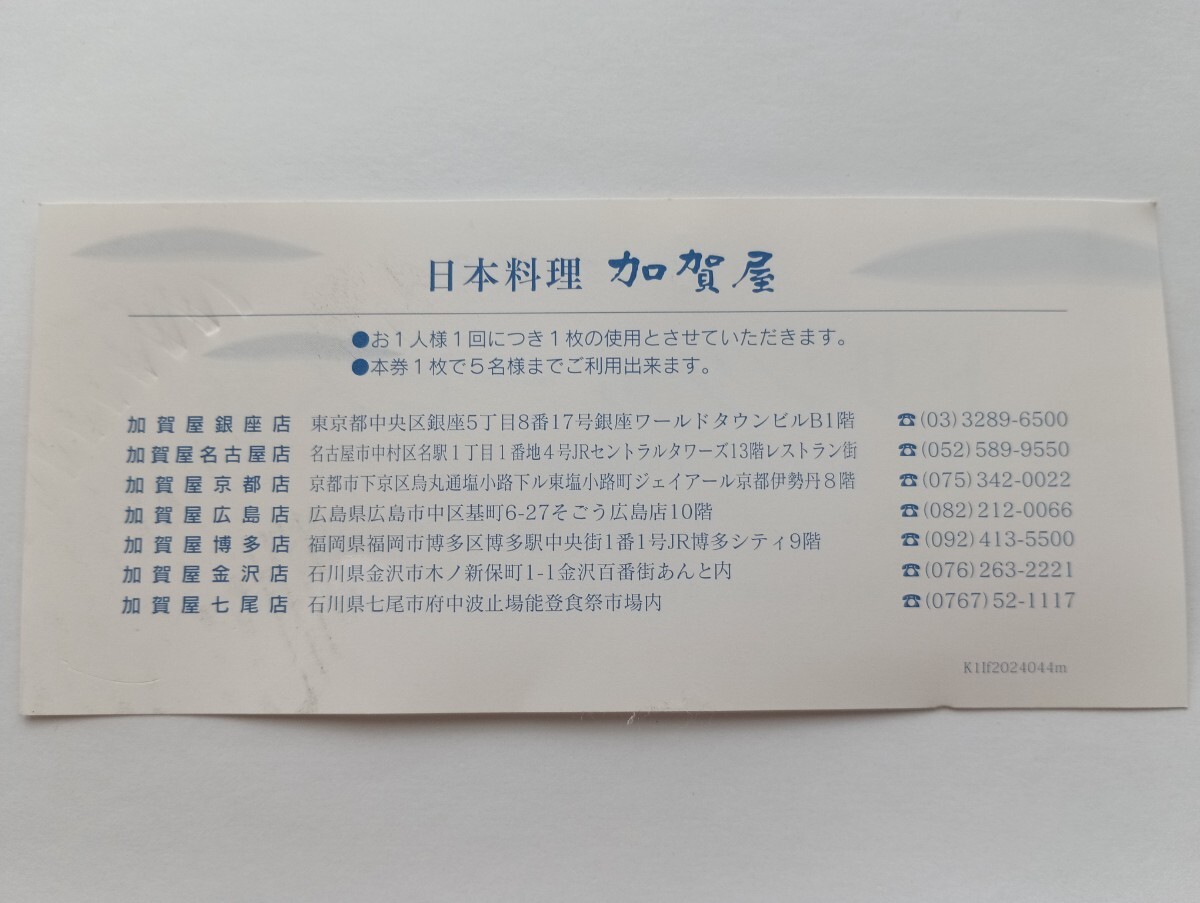 日本料理 加賀屋
●お1人様1回につき1枚の使用とさせていただきます。
●本券1枚で5名様までご利用出来ます。
加賀屋銀座店 東京都中央区銀座5丁目8番17号銀座ワールドタウンビルB1階 ☎(03)3289-6500
加賀屋名古屋店 名古屋市中村区名駅1丁目1番地4号JRセントラルタワーズ13階レストラン街 ☎(052)589-9550
加賀屋京都店 京都市下京区烏丸通塩小路下ル東塩小路町ジェイアール京都伊勢丹8階 ☎(075)342-0022
加賀屋広島店 広島県広島市中区基町6-27そごう広島店10階 ☎(082)212-0066
加賀屋博多店 福岡県福岡市博多区博多駅中央街1番1号JR博多シティ9階 ☎(092)413-5500
加賀屋金沢店 石川県金沢市木ノ新保町1-1金沢百番街あんと内 ☎(076)263-2221
加賀屋七尾店 石川県七尾市府中波止場能登食祭市場内 ☎(0767)52-1117
K1If2024044m